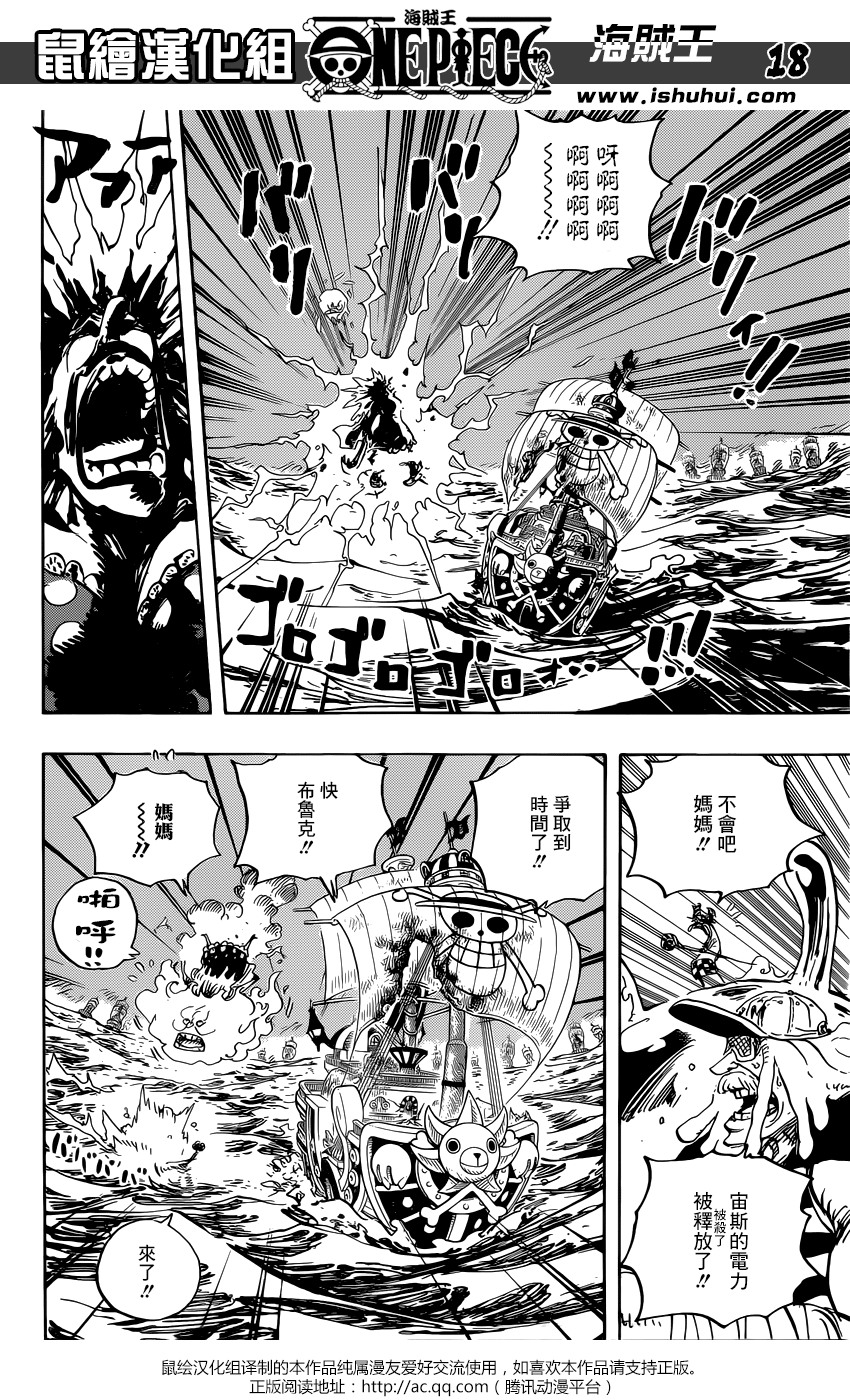 鼠繪漢化組
海賊王
ONE PIECE
海賊王
18
www.ishuhui.com
呀啊啊啊
啊啊啊啊
〜〜〜!!
バリ
バリ
バリィ!!
アアア
ゴロゴロゴロゴロ…!!!
不會吧
媽媽!!
宙斯的電力
被殺了
被釋放了!!
爭取到
時間了!!
快
布魯克!!
媽媽
〜〜!!
啪呼!!
來了!!
鼠绘汉化组译制的本作品纯属漫友爱好交流使用，如喜欢本作品请支持正版。
正版阅读地址：http://ac.qq.com（腾讯动漫平台）